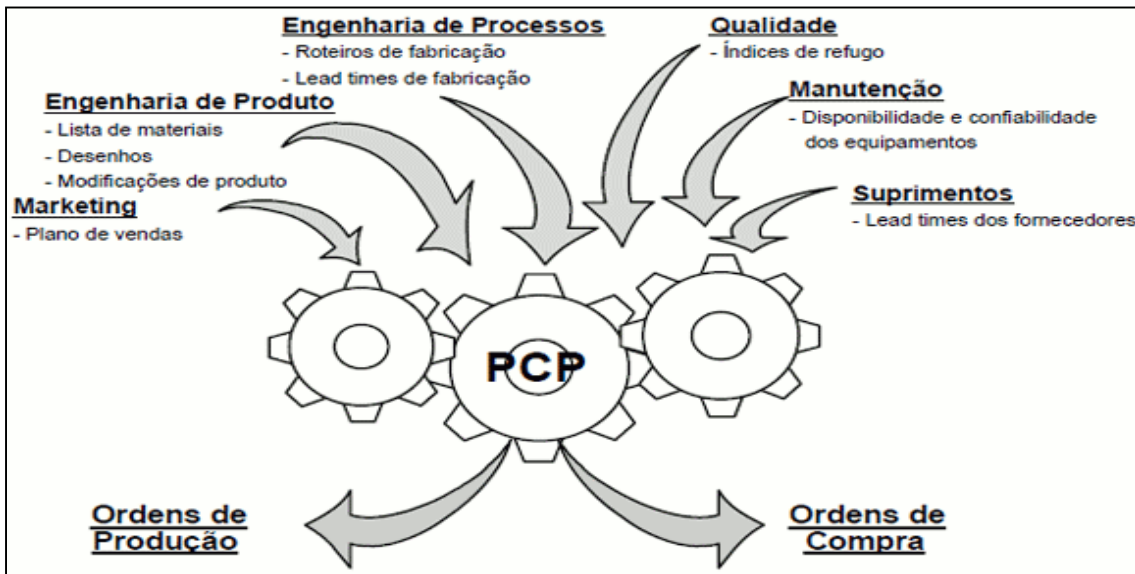 Engenharia de Processos
- Roteiros de fabricação
- Lead times de fabricação
Qualidade
- Índices de refugo
Engenharia de Produto
- Lista de materiais
- Desenhos
- Modificações de produto
Manutenção
- Disponibilidade e confiabilidade
dos equipamentos
Marketing
- Plano de vendas
Suprimentos
- Lead times dos fornecedores
PCP
Ordens de
Produção
Ordens de
Compra